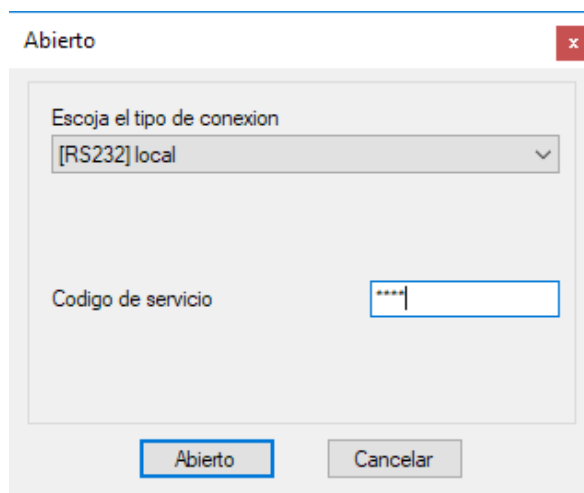 Abierto
x
Escoja el tipo de conexion
[RS232] local
Codigo de servicio ****
Abierto Cancelar